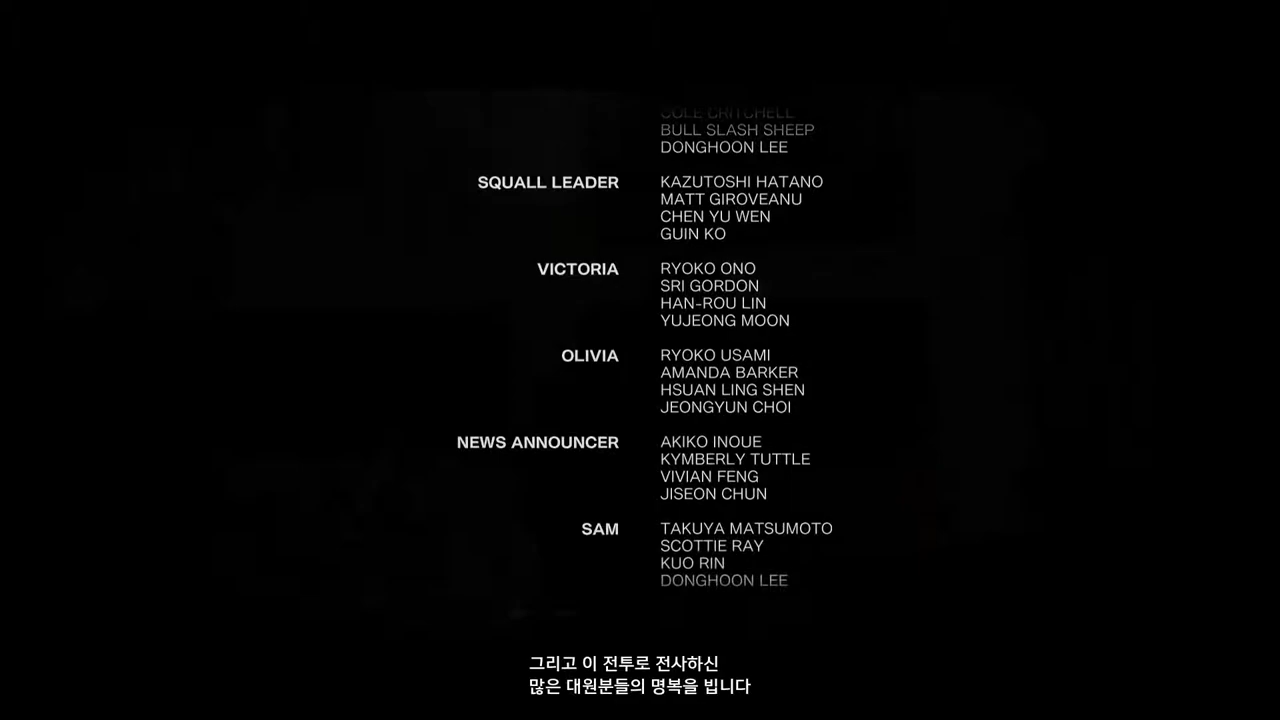 COLE CRITCHELL
BULL SLASH SHEEP
DONGHOON LEE
SQUALL LEADER KAZUTOSHI HATANO
MATT GIROVEANU
CHEN YU WEN
GUIN KO
VICTORIA RYOKO ONO
SRI GORDON
HAN-ROU LIN
YUJEONG MOON
OLIVIA RYOKO USAMI
AMANDA BARKER
HSUAN LING SHEN
JEONGYUN CHOI
NEWS ANNOUNCER AKIKO INOUE
KYMBERLY TUTTLE
VIVIAN FENG
JISEON CHUN
SAM TAKUYA MATSUMOTO
SCOTTIE RAY
KUO RIN
DONGHOON LEE
그리고 이 전투로 전사하신
많은 대원분들의 명복을 빕니다